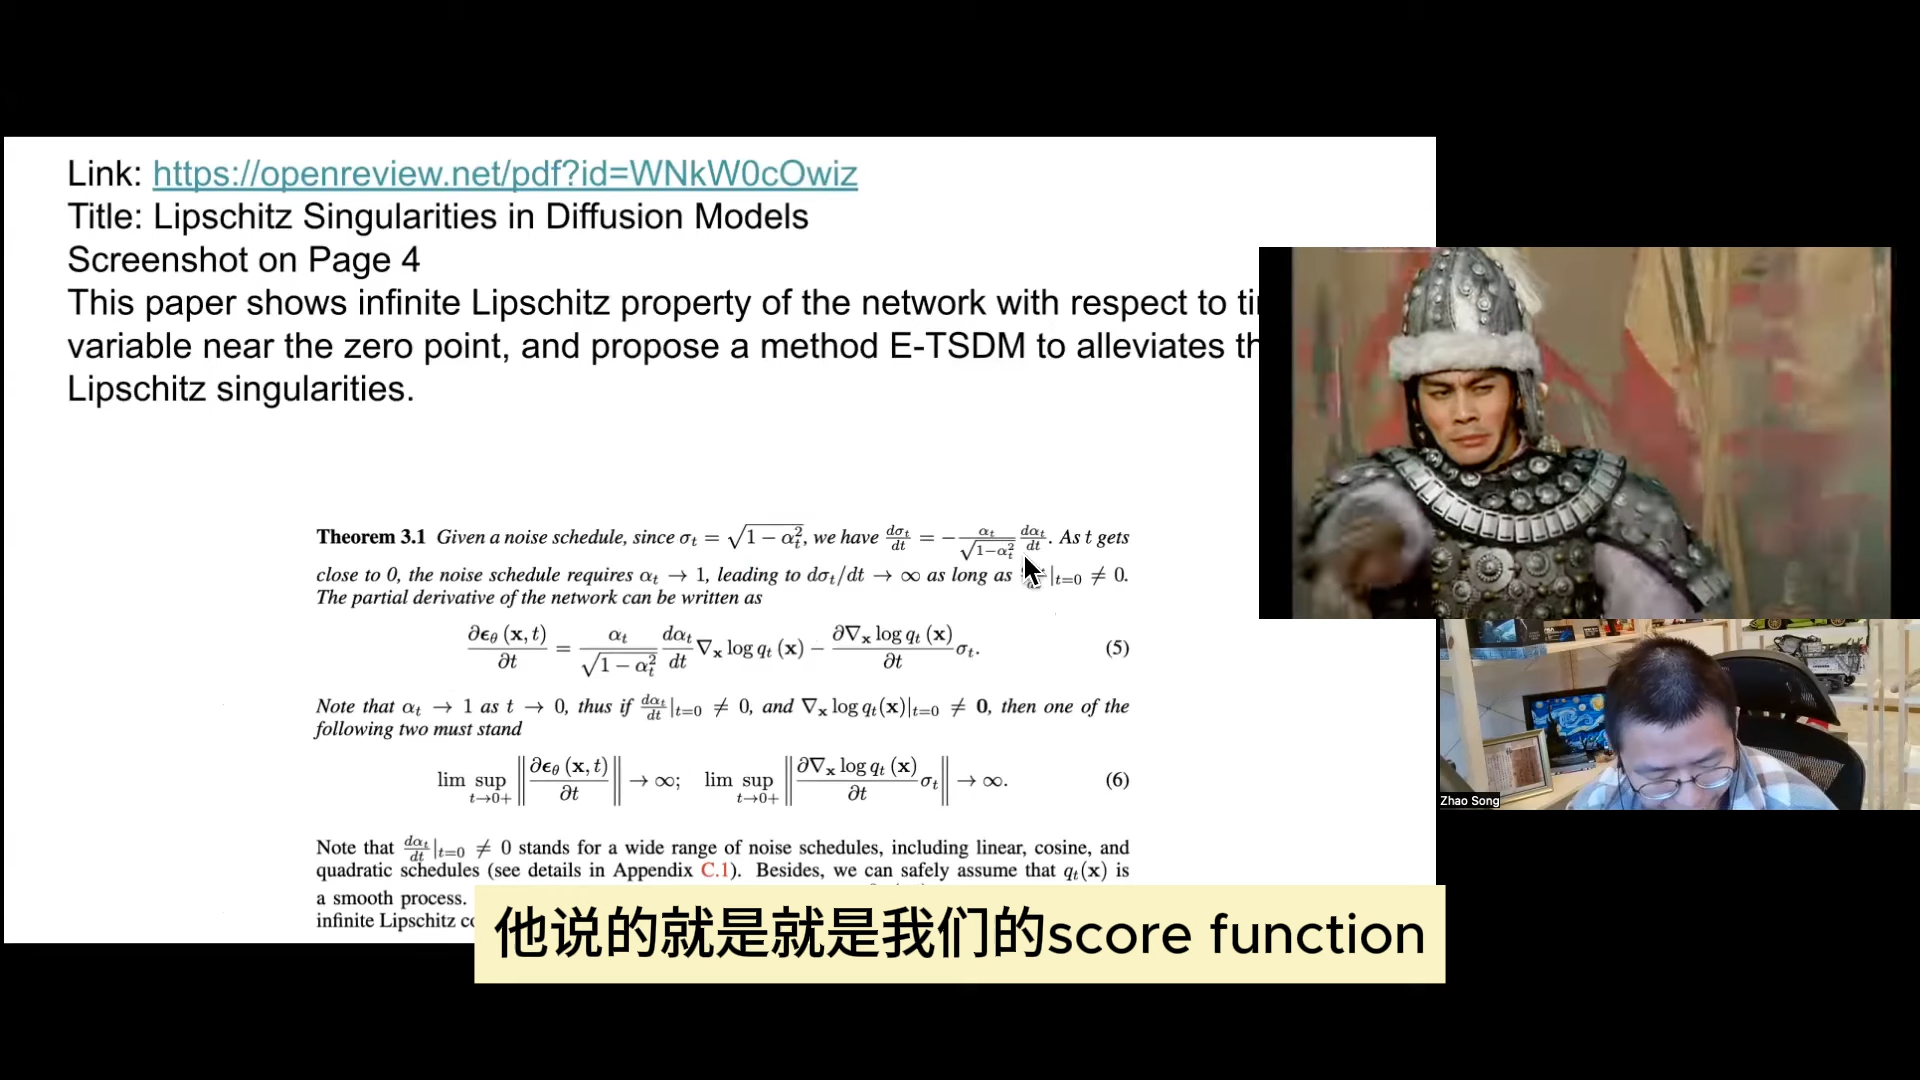 Link: https://openreview.net/pdf?id=WNkW0cOwiz
Title: Lipschitz Singularities in Diffusion Models
Screenshot on Page 4
This paper shows infinite Lipschitz property of the network with respect to ti
variable near the zero point, and propose a method E-TSDM to alleviates th
Lipschitz singularities.
Theorem 3.1 Given a noise schedule, since σ_t = √(1 − α_t²), we have dσ_t/dt = − α_t/√(1−α_t²) dα_t/dt. As t gets
close to 0, the noise schedule requires α_t → 1, leading to dσ_t/dt → ∞ as long as |_{t=0} ≠ 0.
The partial derivative of the network can be written as
∂ϵ_θ (x, t)/∂t = α_t/√(1 − α_t²) dα_t/dt ∇_x log q_t (x) − ∂∇_x log q_t (x)/∂t σ_t. (5)
Note that α_t → 1 as t → 0, thus if dα_t/dt|_{t=0} ≠ 0, and ∇_x log q_t(x)|_{t=0} ≠ 0, then one of the
following two must stand
lim sup_{t→0+} ‖∂ϵ_θ (x, t)/∂t‖ → ∞; lim sup_{t→0+} ‖∂∇_x log q_t (x)/∂t σ_t‖ → ∞. (6)
Note that dα_t/dt|_{t=0} ≠ 0 stands for a wide range of noise schedules, including linear, cosine, and
quadratic schedules (see details in Appendix C.1). Besides, we can safely assume that q_t(x) is
a smooth process.
infinite Lipschitz c
Zhao Song
他说的就是就是我们的score function